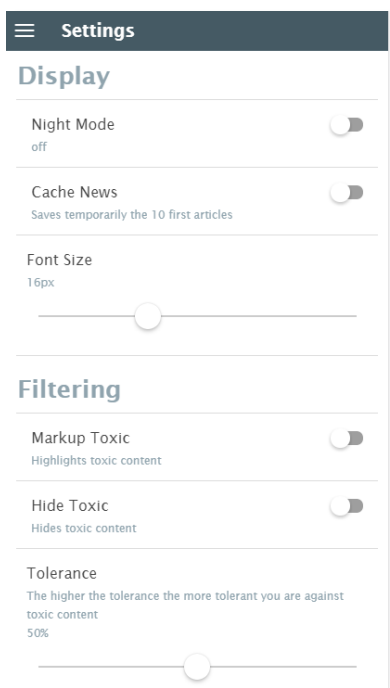 Settings
Display
Night Mode
off
Cache News
Saves temporarily the 10 first articles
Font Size
16px
Filtering
Markup Toxic
Highlights toxic content
Hide Toxic
Hides toxic content
Tolerance
The higher the tolerance the more tolerant you are against
toxic content
50%